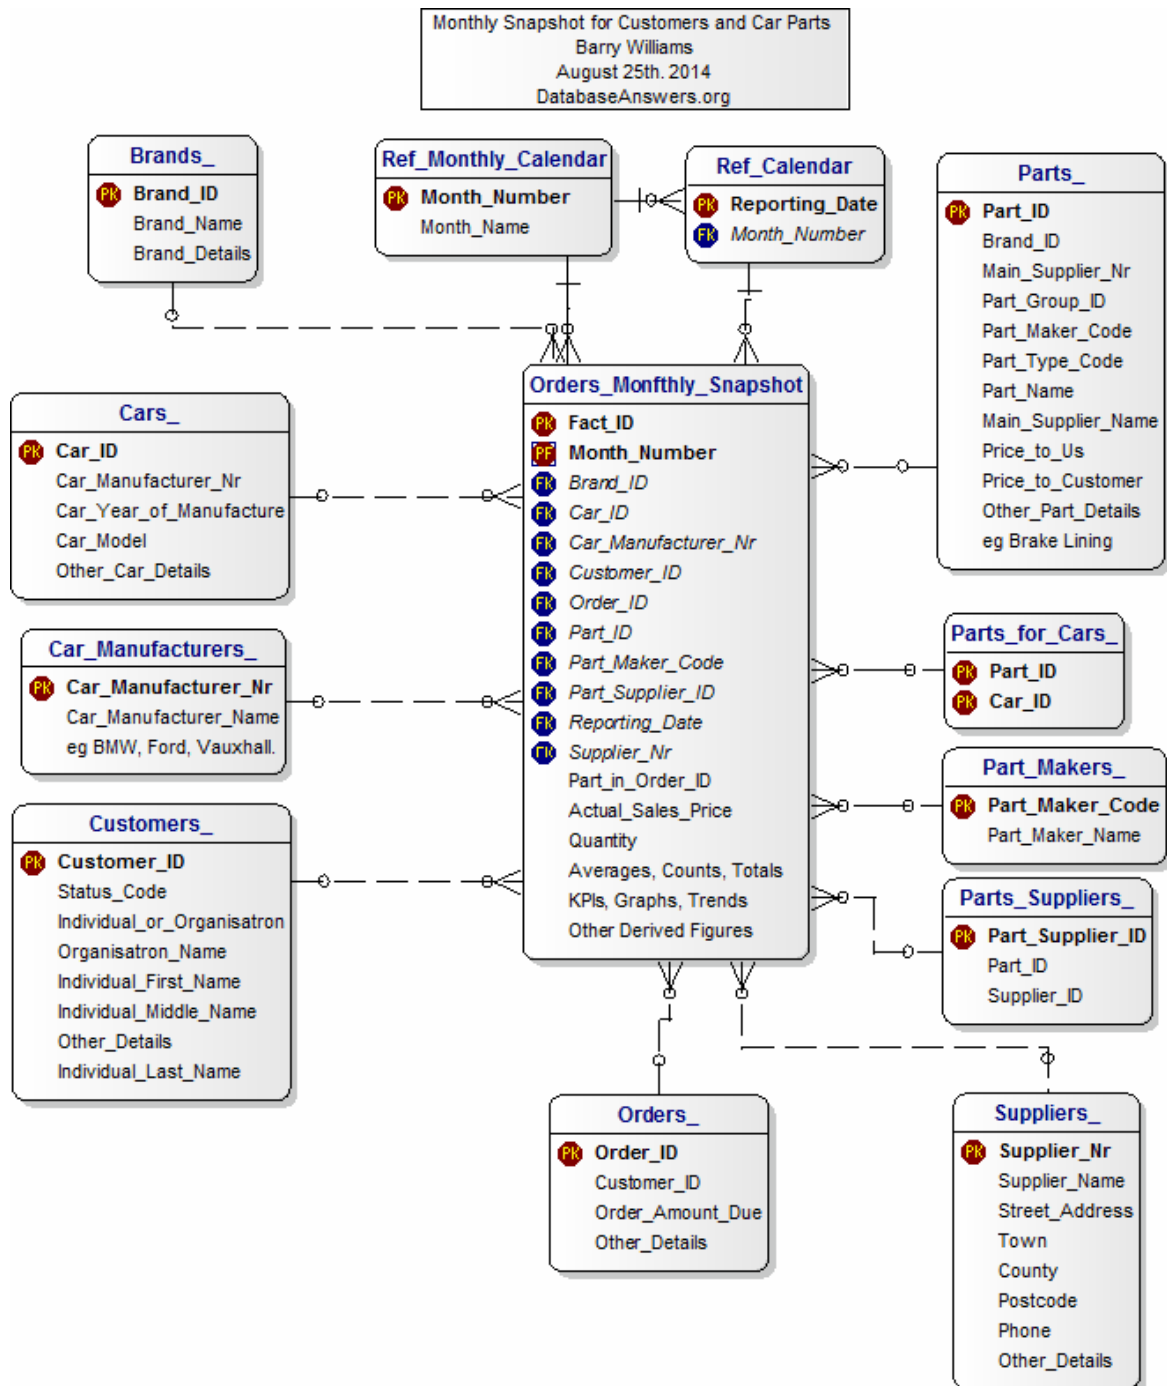 Monthly Snapshot for Customers and Car Parts
Barry Williams
August 25th. 2014
DatabaseAnswers.org
Brands_
PK Brand_ID
Brand_Name
Brand_Details
Ref_Monthly_Calendar
PK Month_Number
Month_Name
Ref_Calendar
PK Reporting_Date
FK Month_Number
Parts_
PK Part_ID
Brand_ID
Main_Supplier_Nr
Part_Group_ID
Part_Maker_Code
Part_Type_Code
Part_Name
Main_Supplier_Name
Price_to_Us
Price_to_Customer
Other_Part_Details
eg Brake Lining
Cars_
PK Car_ID
Car_Manufacturer_Nr
Car_Year_of_Manufacture
Car_Model
Other_Car_Details
Orders_Monfthly_Snapshot
PK Fact_ID
PF Month_Number
FK Brand_ID
FK Car_ID
FK Car_Manufacturer_Nr
FK Customer_ID
FK Order_ID
FK Part_ID
FK Part_Maker_Code
FK Part_Supplier_ID
FK Reporting_Date
FK Supplier_Nr
Part_in_Order_ID
Actual_Sales_Price
Quantity
Averages, Counts, Totals
KPIs, Graphs, Trends
Other Derived Figures
Car_Manufacturers_
PK Car_Manufacturer_Nr
Car_Manufacturer_Name
eg BMW, Ford, Vauxhall.
Parts_for_Cars_
PK Part_ID
PK Car_ID
Part_Makers_
PK Part_Maker_Code
Part_Maker_Name
Customers_
PK Customer_ID
Status_Code
Individual_or_Organisatron
Organisatron_Name
Individual_First_Name
Individual_Middle_Name
Other_Details
Individual_Last_Name
Parts_Suppliers_
PK Part_Supplier_ID
Part_ID
Supplier_ID
Orders_
PK Order_ID
Customer_ID
Order_Amount_Due
Other_Details
Suppliers_
PK Supplier_Nr
Supplier_Name
Street_Address
Town
County
Postcode
Phone
Other_Details